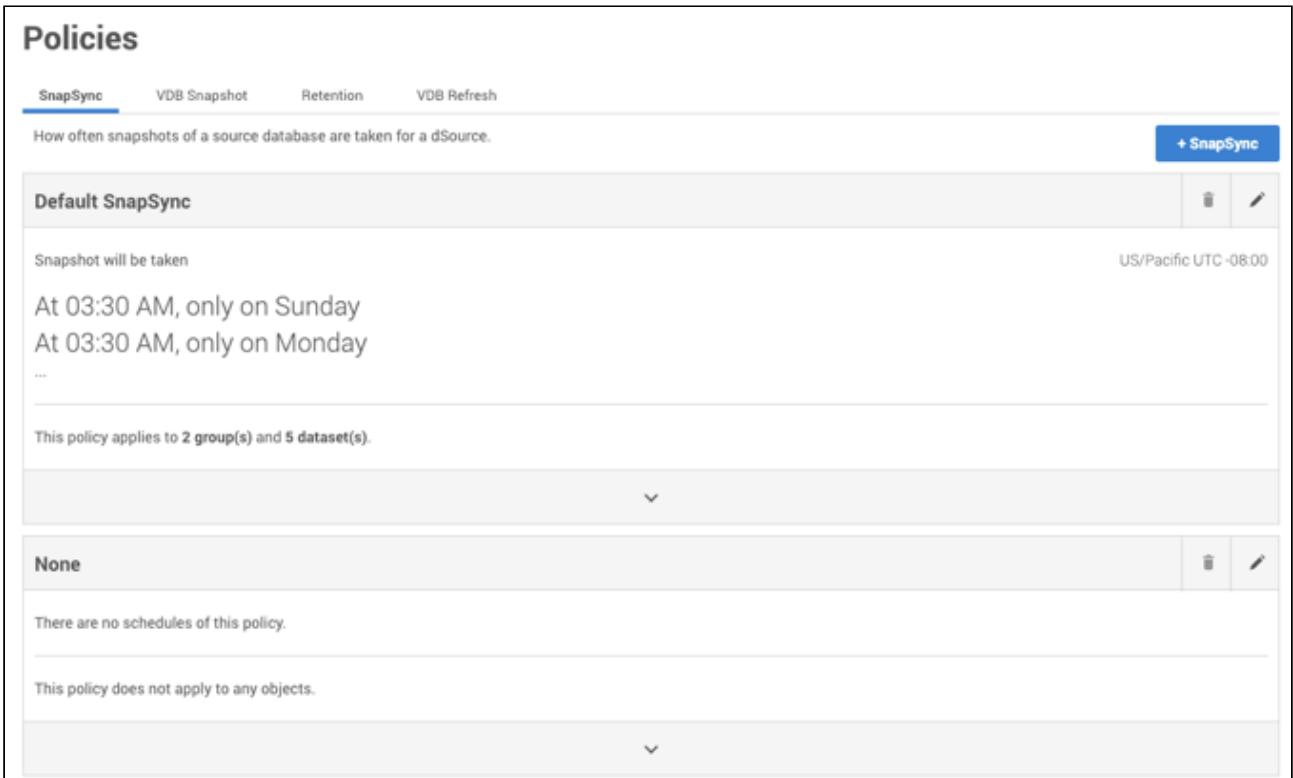 Policies
SnapSync VDB Snapshot Retention VDB Refresh
How often snapshots of a source database are taken for a dSource.
+ SnapSync
Default SnapSync
Snapshot will be taken US/Pacific UTC -08:00
At 03:30 AM, only on Sunday
At 03:30 AM, only on Monday
...
This policy applies to 2 group(s) and 5 dataset(s).
None
There are no schedules of this policy.
This policy does not apply to any objects.